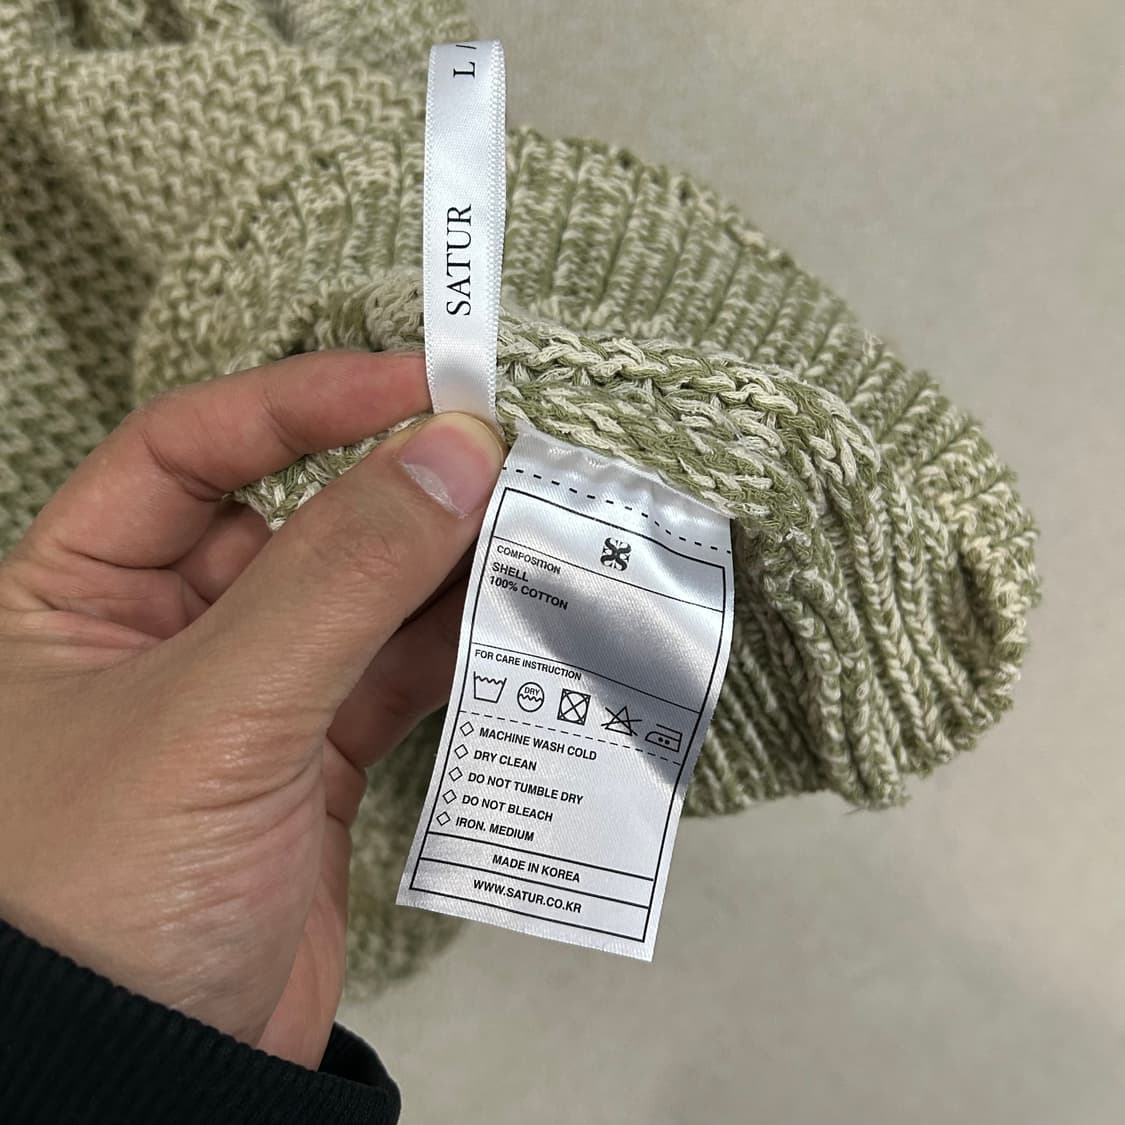 L /
SATUR
COMPOSITION
SHELL
100% COTTON
FOR CARE INSTRUCTION
DRY
MACHINE WASH COLD
DRY CLEAN
DO NOT TUMBLE DRY
DO NOT BLEACH
IRON. MEDIUM
MADE IN KOREA
WWW.SATUR.CO.KR